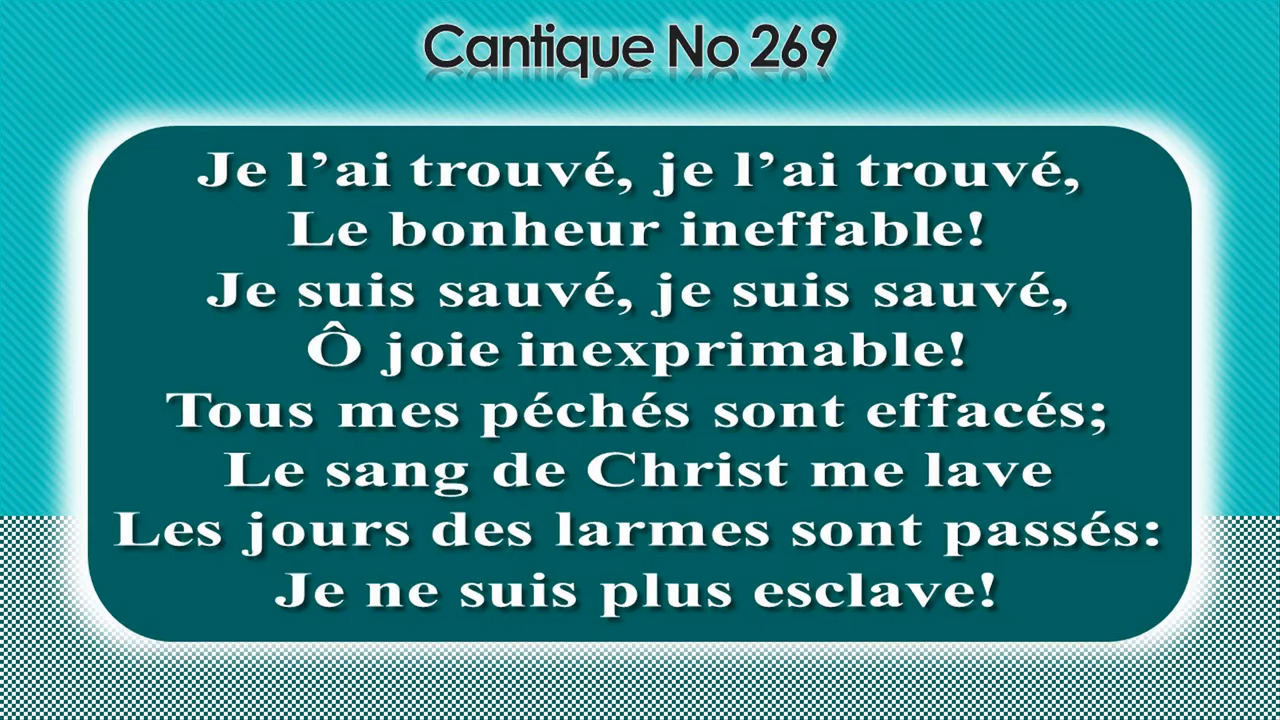 Cantique No 269
Je l’ai trouvé, je l’ai trouvé,
Le bonheur ineffable!
Je suis sauvé, je suis sauvé,
Ô joie inexprimable!
Tous mes péchés sont effacés;
Le sang de Christ me lave
Les jours des larmes sont passés:
Je ne suis plus esclave!